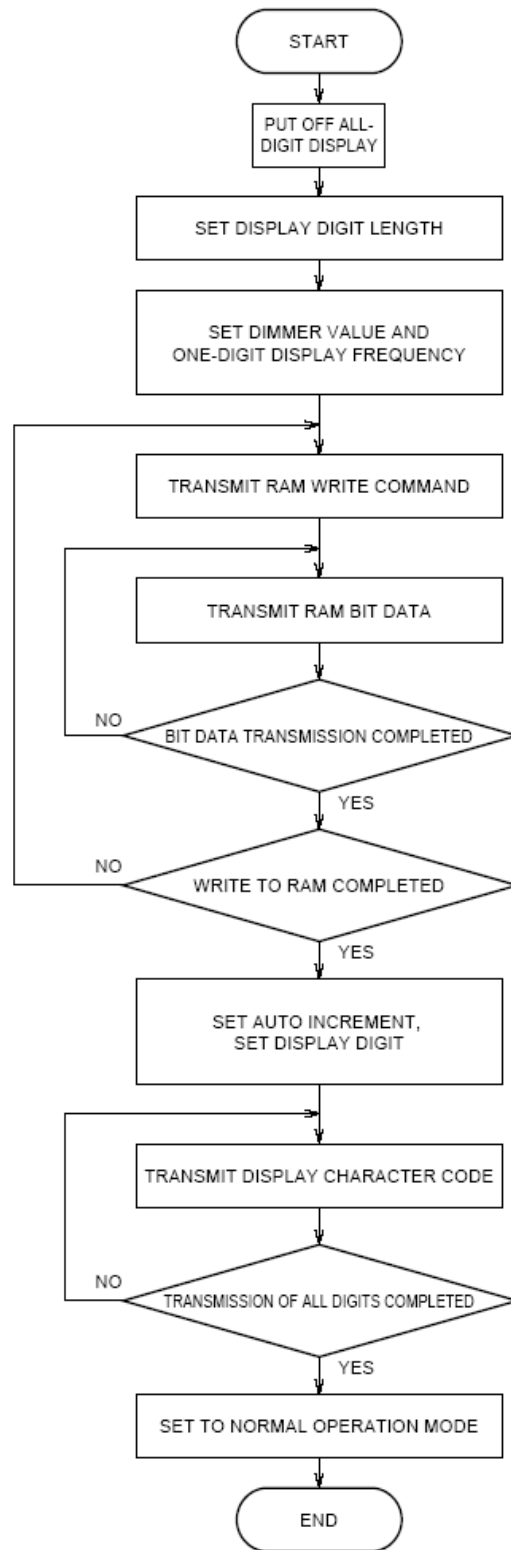 START
PUT OFF ALL-
DIGIT DISPLAY
SET DISPLAY DIGIT LENGTH
SET DIMMER VALUE AND
ONE-DIGIT DISPLAY FREQUENCY
TRANSMIT RAM WRITE COMMAND
TRANSMIT RAM BIT DATA
NO
BIT DATA TRANSMISSION COMPLETED
YES
NO
WRITE TO RAM COMPLETED
YES
SET AUTO INCREMENT,
SET DISPLAY DIGIT
TRANSMIT DISPLAY CHARACTER CODE
NO
TRANSMISSION OF ALL DIGITS COMPLETED
YES
SET TO NORMAL OPERATION MODE
END